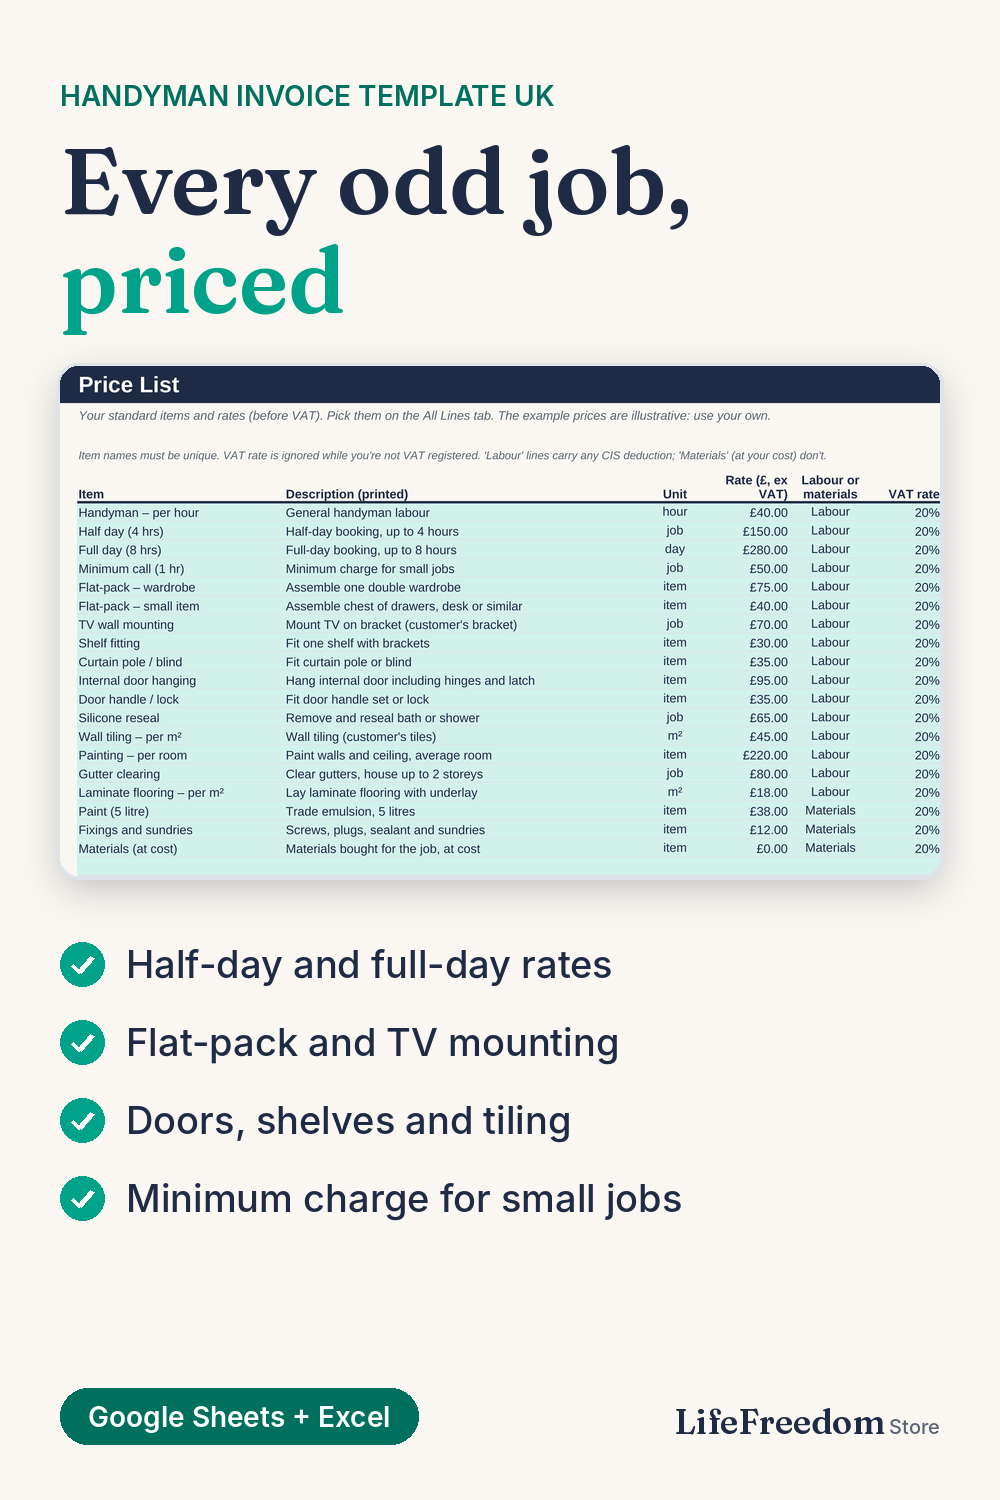 HANDYMAN INVOICE TEMPLATE UK
Every odd job,
priced
Price List
Your standard items and rates (before VAT). Pick them on the All Lines tab. The example prices are illustrative: use your own.
Item names must be unique. VAT rate is ignored while you're not VAT registered. 'Labour' lines carry any CIS deduction; 'Materials' (at your cost) don't.
Item Description (printed) Unit Rate (£, ex VAT) Labour or materials VAT rate
Handyman – per hour General handyman labour hour £40.00 Labour 20%
Half day (4 hrs) Half-day booking, up to 4 hours job £150.00 Labour 20%
Full day (8 hrs) Full-day booking, up to 8 hours day £280.00 Labour 20%
Minimum call (1 hr) Minimum charge for small jobs job £50.00 Labour 20%
Flat-pack – wardrobe Assemble one double wardrobe item £75.00 Labour 20%
Flat-pack – small item Assemble chest of drawers, desk or similar item £40.00 Labour 20%
TV wall mounting Mount TV on bracket (customer's bracket) job £70.00 Labour 20%
Shelf fitting Fit one shelf with brackets item £30.00 Labour 20%
Curtain pole / blind Fit curtain pole or blind item £35.00 Labour 20%
Internal door hanging Hang internal door including hinges and latch item £95.00 Labour 20%
Door handle / lock Fit door handle set or lock item £35.00 Labour 20%
Silicone reseal Remove and reseal bath or shower job £65.00 Labour 20%
Wall tiling – per m² Wall tiling (customer's tiles) m² £45.00 Labour 20%
Painting – per room Paint walls and ceiling, average room item £220.00 Labour 20%
Gutter clearing Clear gutters, house up to 2 storeys job £80.00 Labour 20%
Laminate flooring – per m² Lay laminate flooring with underlay m² £18.00 Labour 20%
Paint (5 litre) Trade emulsion, 5 litres item £38.00 Materials 20%
Fixings and sundries Screws, plugs, sealant and sundries item £12.00 Materials 20%
Materials (at cost) Materials bought for the job, at cost item £0.00 Materials 20%
Half-day and full-day rates
Flat-pack and TV mounting
Doors, shelves and tiling
Minimum charge for small jobs
Google Sheets + Excel
LifeFreedom Store